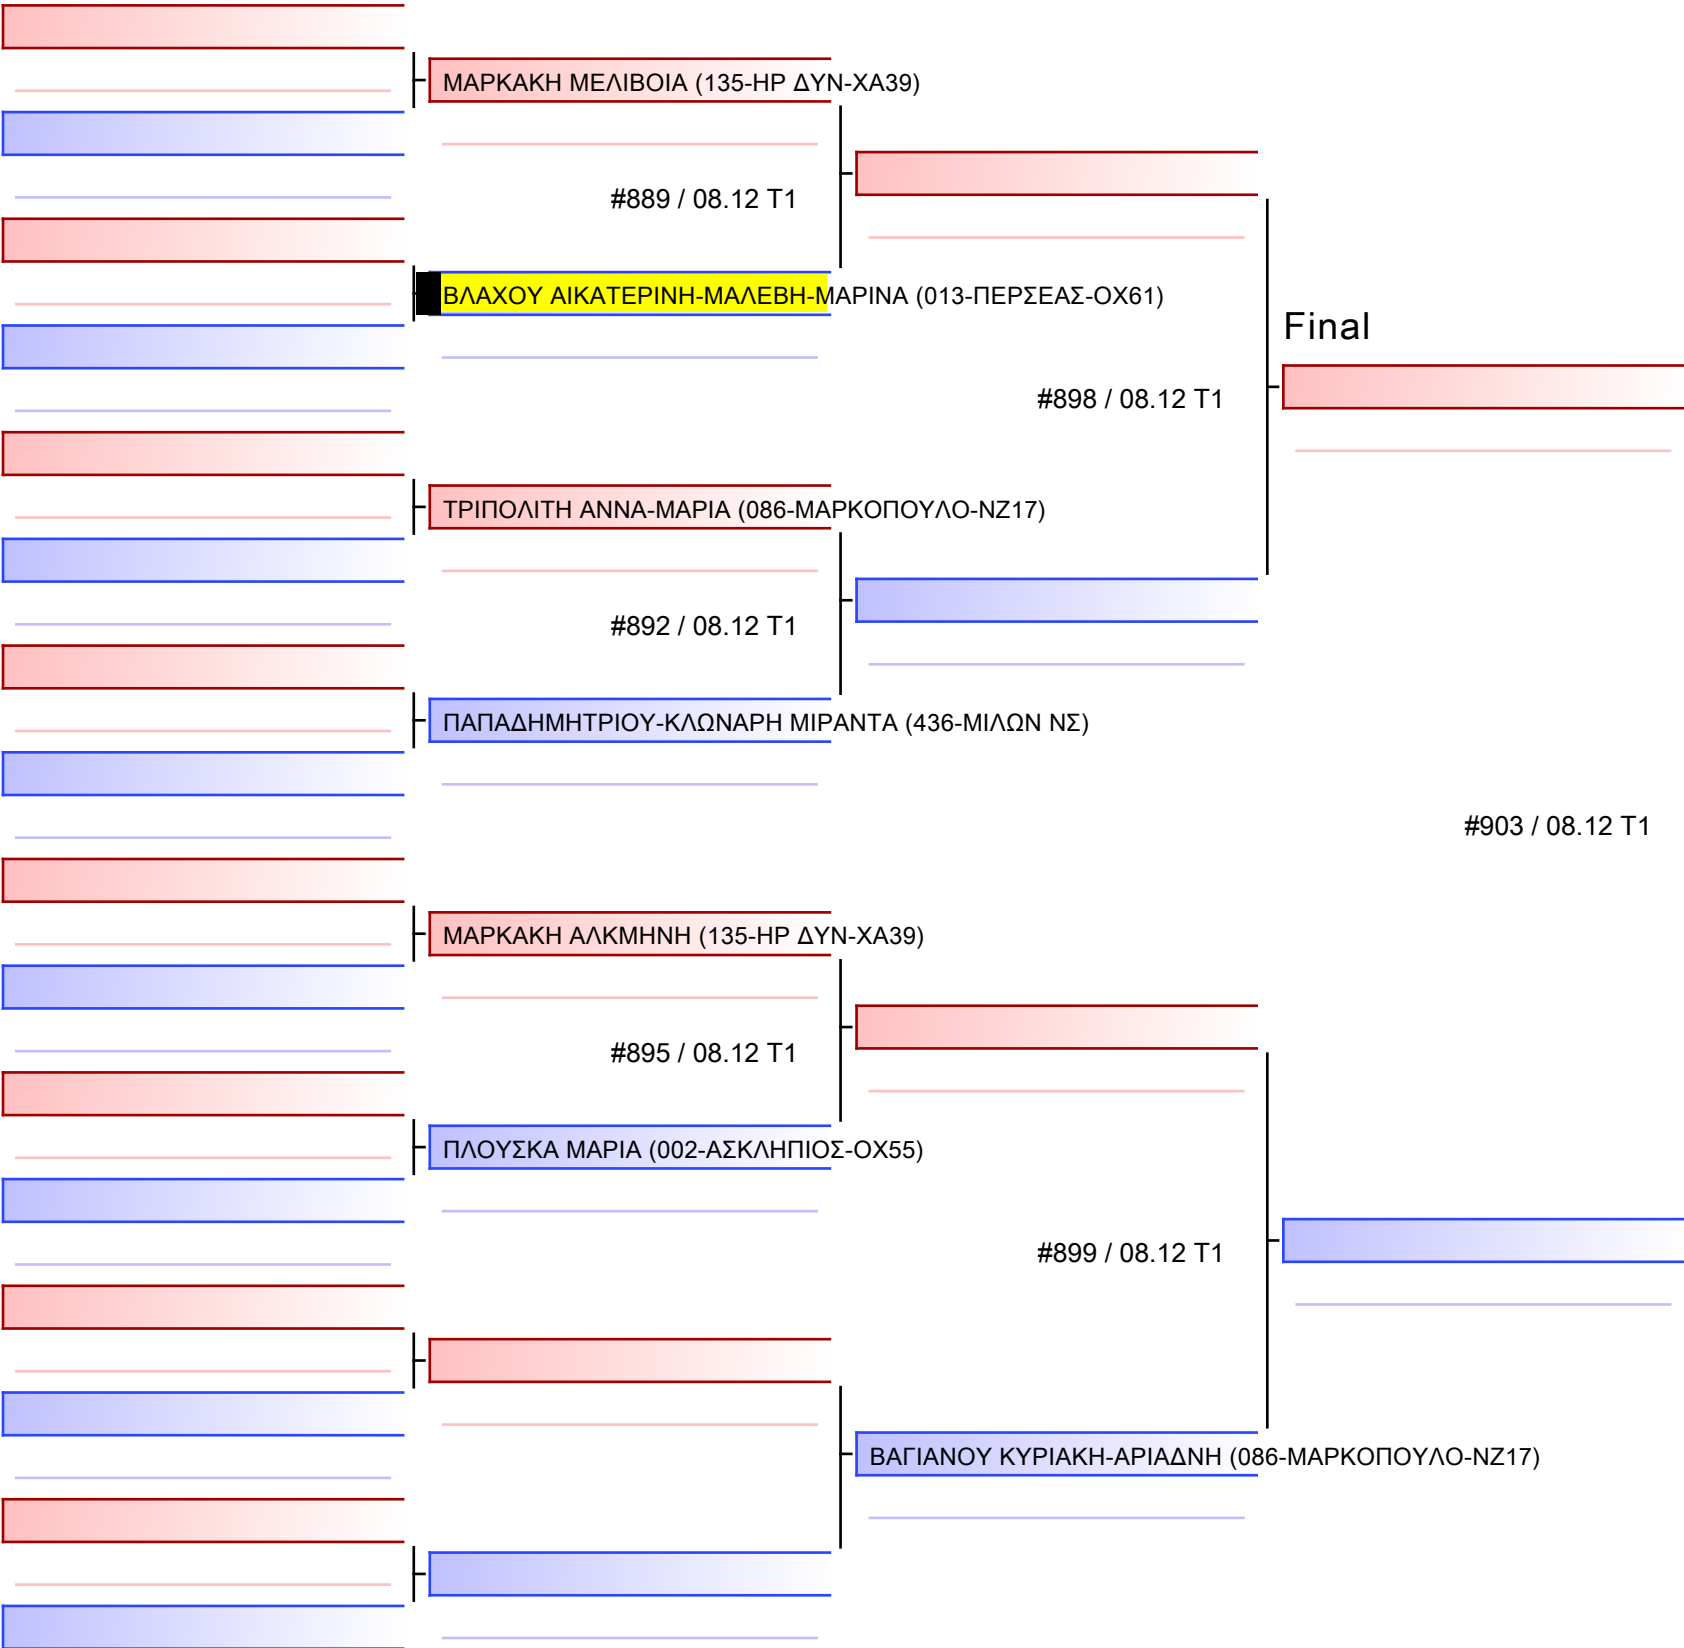 ΜΑΡΚΑΚΗ ΜΕΛΙΒΟΙΑ (135-ΗΡ ΔΥΝ-ΧΑ39)
#889 / 08.12 T1
ΒΛΑΧΟΥ ΑΙΚΑΤΕΡΙΝΗ-ΜΑΛΕΒΗ-ΜΑΡΙΝΑ (013-ΠΕΡΣΕΑΣ-ΟΧ61)
Final
#898 / 08.12 T1
ΤΡΙΠΟΛΙΤΗ ΑΝΝΑ-ΜΑΡΙΑ (086-ΜΑΡΚΟΠΟΥΛΟ-ΝΖ17)
#892 / 08.12 T1
ΠΑΠΑΔΗΜΗΤΡΙΟΥ-ΚΛΩΝΑΡΗ ΜΙΡΑΝΤΑ (436-ΜΙΛΩΝ ΝΣ)
#903 / 08.12 T1
ΜΑΡΚΑΚΗ ΑΛΚΜΗΝΗ (135-ΗΡ ΔΥΝ-ΧΑ39)
#895 / 08.12 T1
ΠΛΟΥΣΚΑ ΜΑΡΙΑ (002-ΑΣΚΛΗΠΙΟΣ-ΟΧ55)
#899 / 08.12 T1
ΒΑΓΙΑΝΟΥ ΚΥΡΙΑΚΗ-ΑΡΙΑΔΝΗ (086-ΜΑΡΚΟΠΟΥΛΟ-ΝΖ17)